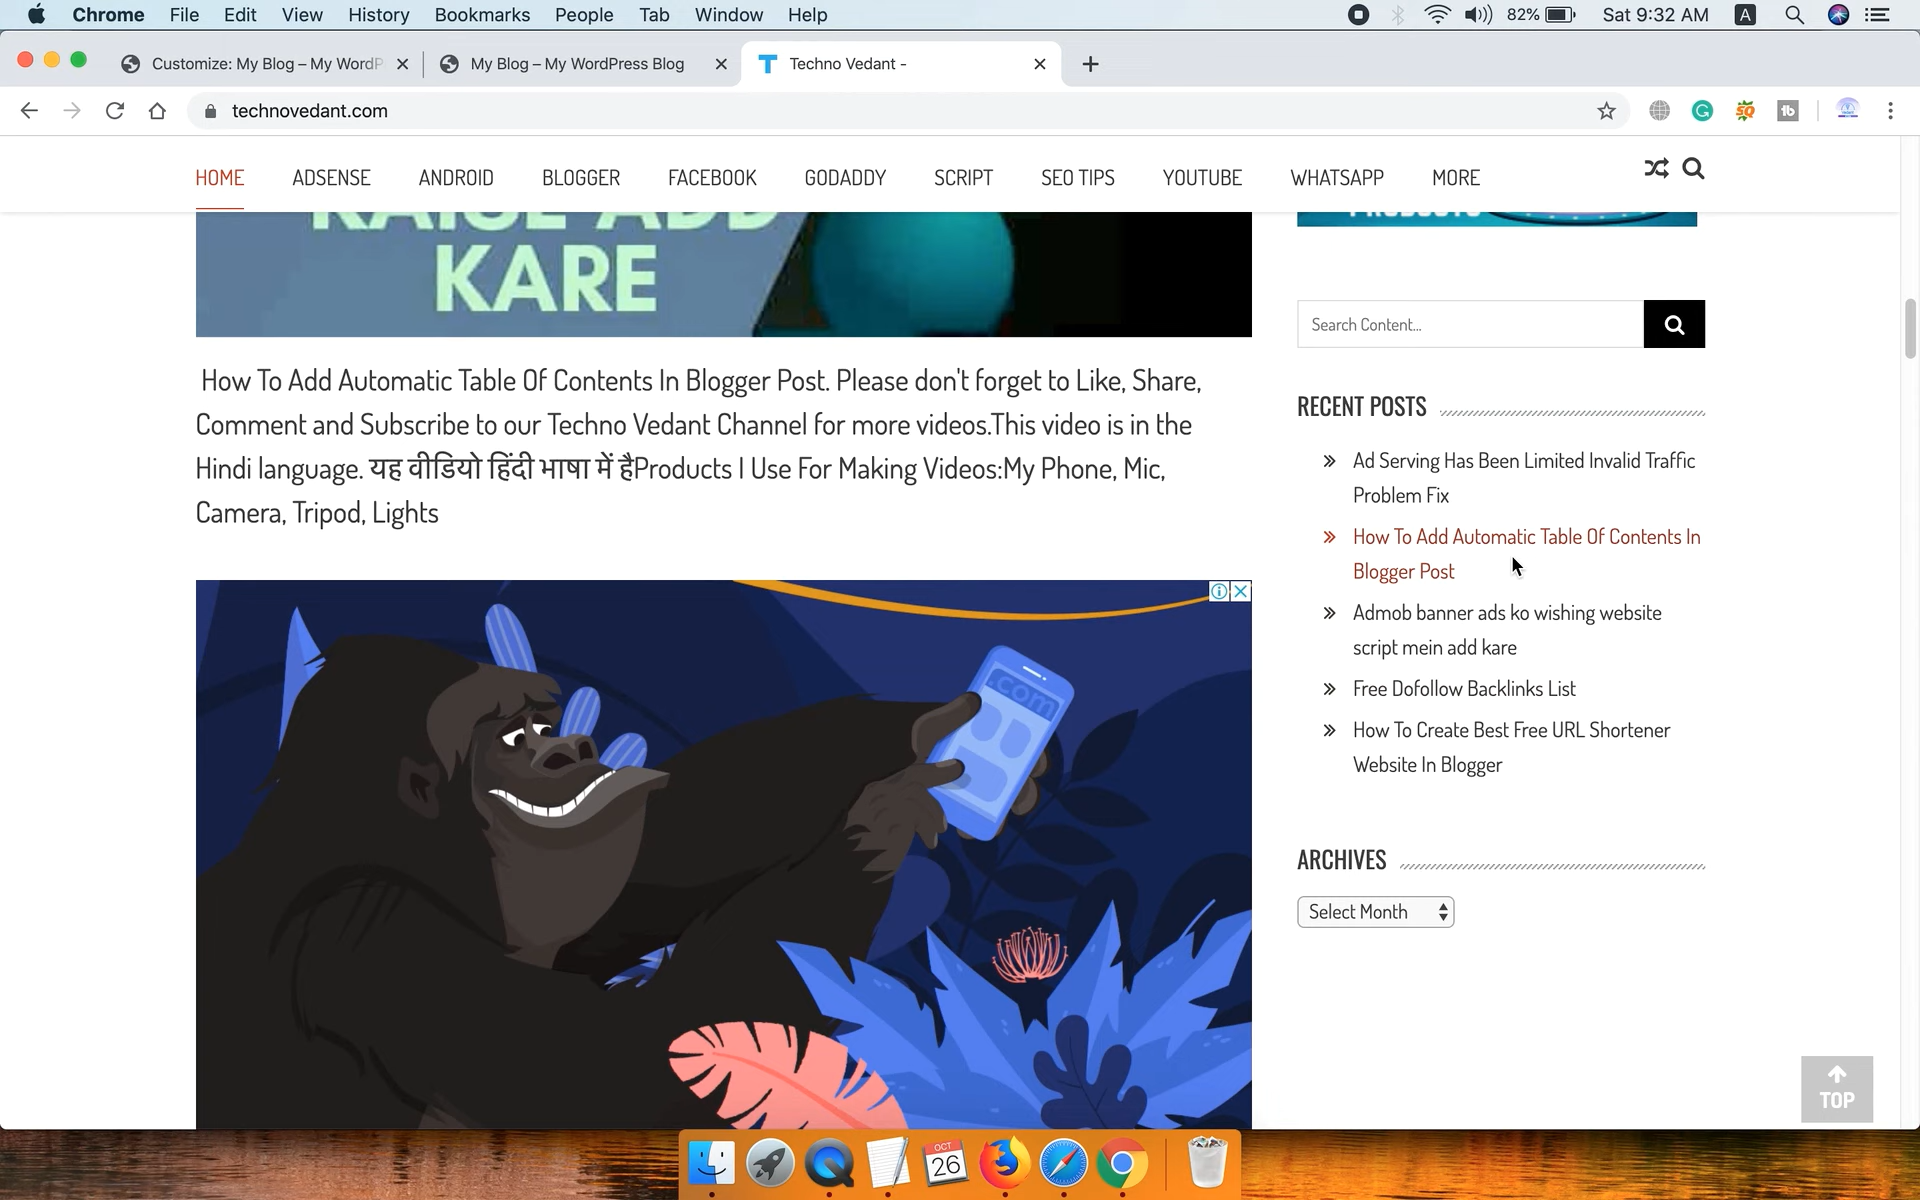 Chrome File Edit View History Bookmarks People Tab Window Help 82% Sat 9:32 AM A
Customize: My Blog – My WordP
My Blog – My WordPress Blog
Techno Vedant -
technovedant.com
HOME ADSENSE ANDROID BLOGGER FACEBOOK GODADDY SCRIPT SEO TIPS YOUTUBE WHATSAPP MORE
KAISE ADD
KARE
PRODUCTS
How To Add Automatic Table Of Contents In Blogger Post. Please don't forget to Like, Share,
Comment and Subscribe to our Techno Vedant Channel for more videos.This video is in the
Hindi language. यह वीडियो हिंदी भाषा में हैProducts I Use For Making Videos:My Phone, Mic,
Camera, Tripod, Lights
.com
Search Content...
RECENT POSTS
Ad Serving Has Been Limited Invalid Traffic
Problem Fix
How To Add Automatic Table Of Contents In
Blogger Post
Admob banner ads ko wishing website
script mein add kare
Free Dofollow Backlinks List
How To Create Best Free URL Shortener
Website In Blogger
ARCHIVES
Select Month
TOP
OCT
26